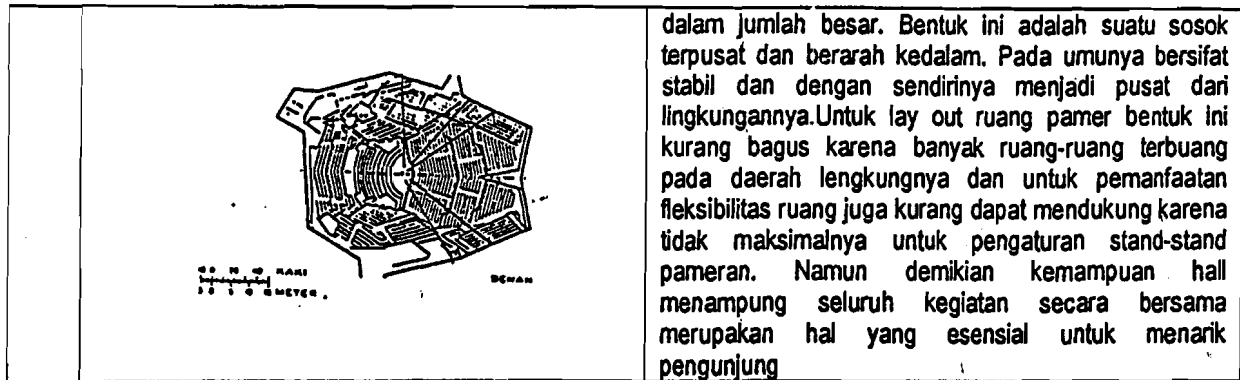 KAKI
METER.
DENAH
dalam jumlah besar. Bentuk ini adalah suatu sosok
terpusat dan berarah kedalam. Pada umunya bersifat
stabil dan dengan sendirinya menjadi pusat dari
lingkungannya.Untuk lay out ruang pamer bentuk ini
kurang bagus karena banyak ruang-ruang terbuang
pada daerah lengkungnya dan untuk pemanfaatan
fleksibilitas ruang juga kurang dapat mendukung karena
tidak maksimalnya untuk pengaturan stand-stand
pameran. Namun demikian kemampuan hall
menampung seluruh kegiatan secara bersama
merupakan hal yang esensial untuk menarik
pengunjung